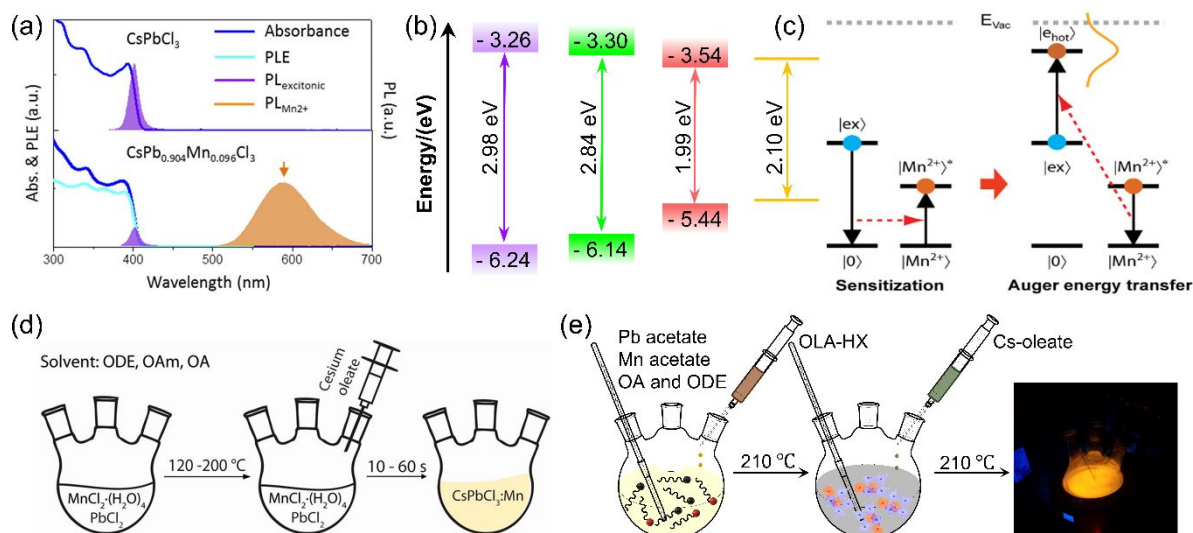 (a)
CsPbCl₃
Absorbance
PLE
PLₑₓcᵢₜₒₙᵢc
PL_Mn2+
CsPb₀.₉₀₄Mn₀.₀₉₆Cl₃
Abs. & PLE (a.u.)
PL (a.u.)
300 400 500 600 700
Wavelength (nm)
(b)
Energy/(eV)
- 3.26
2.98 eV
- 6.24
- 3.30
2.84 eV
- 6.14
- 3.54
1.99 eV
- 5.44
2.10 eV
(c)
E_Vac
|e_hot⟩
|ex⟩
|Mn²⁺⟩*
|0⟩
|Mn²⁺⟩
Sensitization
|ex⟩
|Mn²⁺⟩*
|0⟩
|Mn²⁺⟩
Auger energy transfer
(d)
Solvent: ODE, OAm, OA
MnCl₂·(H₂O)₄
PbCl₂
120 -200 °C
Cesium
oleate
MnCl₂·(H₂O)₄
PbCl₂
10 - 60 s
CsPbCl₃:Mn
(e)
Pb acetate
Mn acetate
OA and ODE
OLA-HX
210 ℃
Cs-oleate
210 ℃